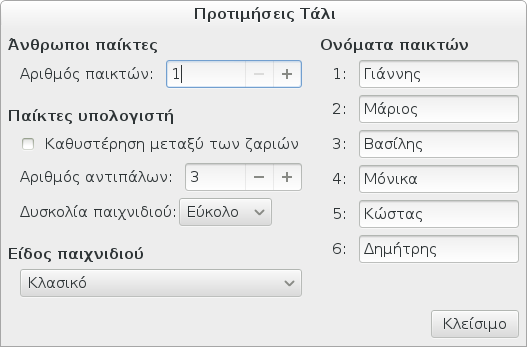 Προτιμήσεις Τάλι
Άνθρωποι παίκτες
Αριθμός παικτών: 1
Παίκτες υπολογιστή
Καθυστέρηση μεταξύ των ζαριών
Αριθμός αντιπάλων: 3
Δυσκολία παιχνιδιού: Εύκολο
Είδος παιχνιδιού
Κλασικό
Ονόματα παικτών
1: Γιάννης
2: Μάριος
3: Βασίλης
4: Μόνικα
5: Κώστας
6: Δημήτρης
Κλείσιμο